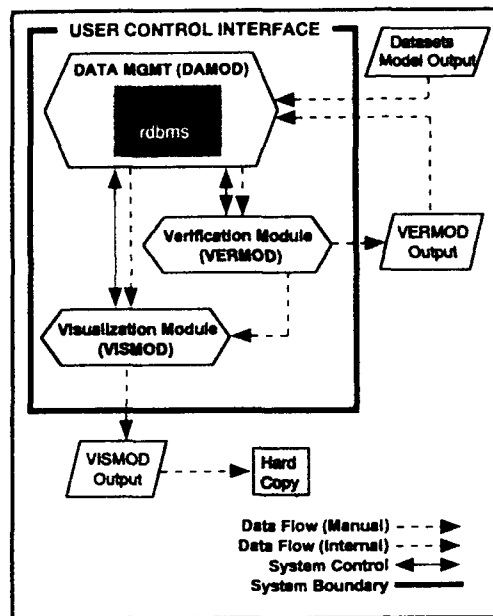 USER CONTROL INTERFACE
DATA MGMT (DAMOD)
rdbms
Datasets
Model Output
Verification Module
(VERMOD)
VERMOD
Output
Visualization Module
(VISMOD)
VISMOD
Output
Hard
Copy
Data Flow (Manual)
Data Flow (Internal)
System Control
System Boundary